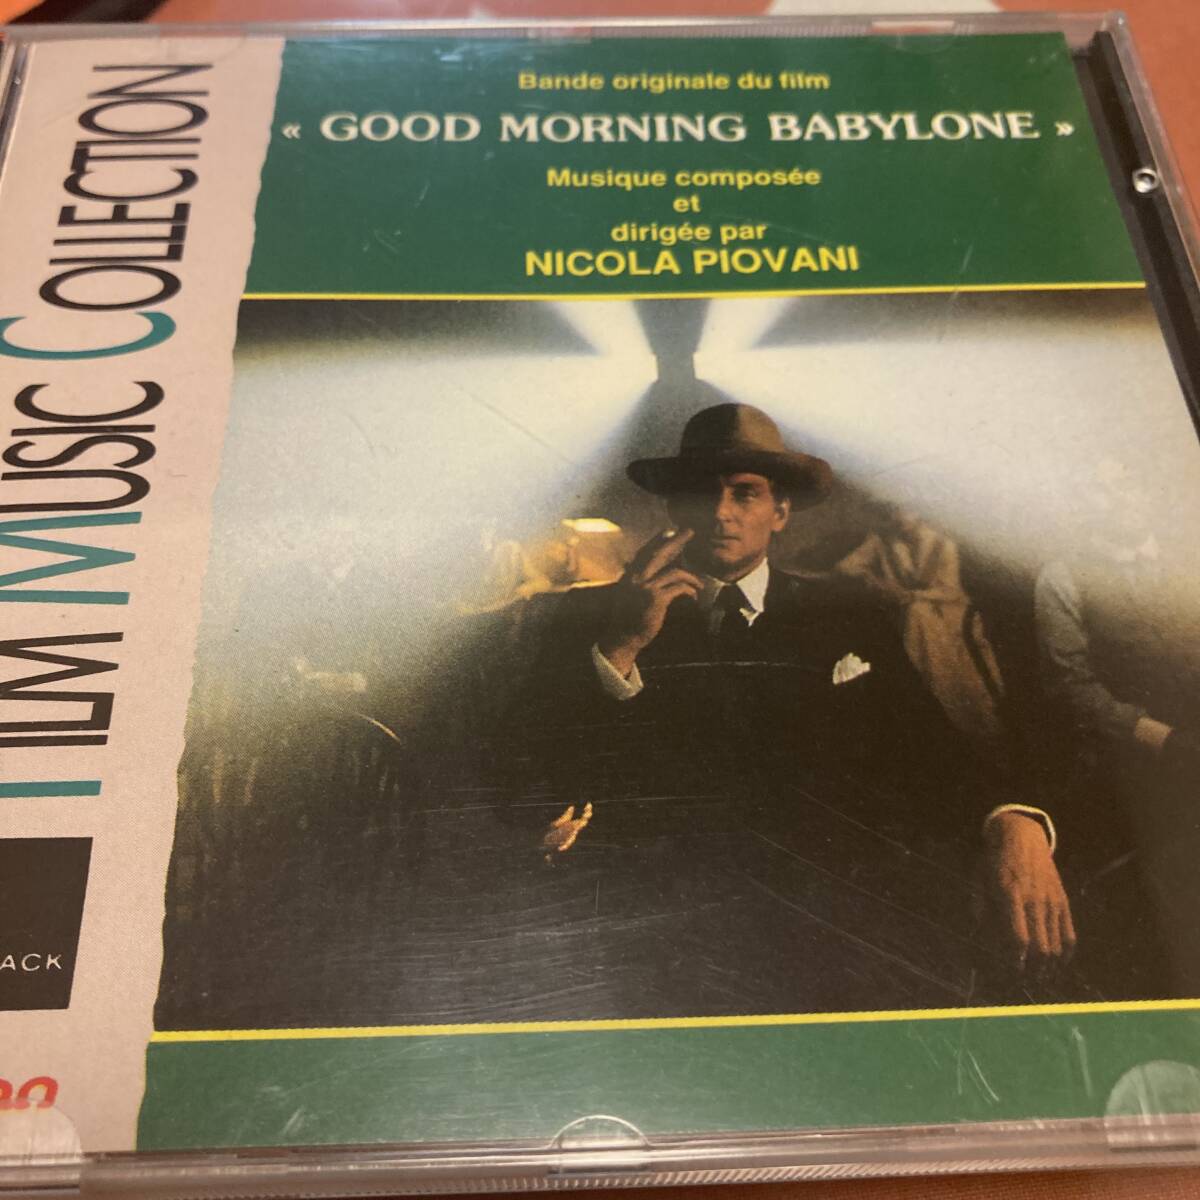 Bande originale du film
« GOOD MORNING BABYLONE »
Musique composée
et
dirigée par
NICOLA PIOVANI
FILM MUSIC COLLECTION